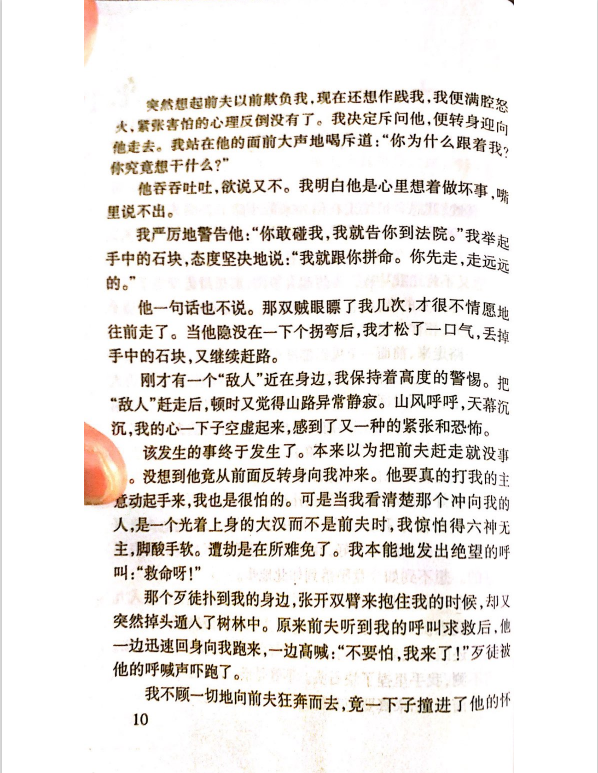 突然想起前夫以前欺负我,现在还想作践我,我便满腔怒
火,紧张害怕的心理反倒没有了。我决定斥问他,便转身迎向
他走去。我站在他的面前大声地喝斥道:“你为什么跟着我?
你究竟想干什么?”
他吞吞吐吐,欲说又不。我明白他是心里想着做坏事,嘴
里说不出。
我严厉地警告他:“你敢碰我,我就告你到法院。”我举起
手中的石块,态度坚决地说:“我就跟你拼命。你先走,走远远
的。”
他一句话也不说。那双贼眼瞟了我几次,才很不情愿地
往前走了。当他隐没在一下个拐弯后,我才松了一口气,丢掉
手中的石块,又继续赶路。
刚才有一个“敌人”近在身边,我保持着高度的警惕。把
“敌人”赶走后,顿时又觉得山路异常静寂。山风呼呼,天幕沉
沉,我的心一下子空虚起来,感到了又一种的紧张和恐怖。
该发生的事终于发生了。本来以为把前夫赶走就没事
。没想到他竟从前面反转身向我冲来。他要真的打我的主
意动起手来,我也是很怕的。可是当我看清楚那个冲向我的
人,是一个光着上身的大汉而不是前夫时,我惊怕得六神无
主,脚酸手软。遭劫是在所难免了。我本能地发出绝望的呼
叫:“救命呀!”
那个歹徒扑到我的身边,张开双臂来抱住我的时候,却又
突然掉头遁入了树林中。原来前夫听到我的呼叫求救后,他
一边迅速回身向我跑来,一边高喊:“不要怕,我来了!”歹徒被
他的呼喊声吓跑了。
我不顾一切地向前夫狂奔而去,竟一下子撞进了他的怀
10